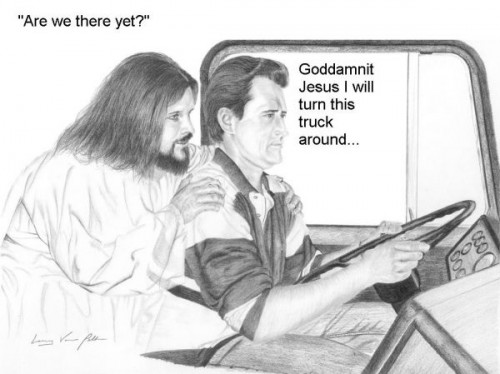 "Are we there yet?"
Goddamnit
Jesus I will
turn this
truck
around...